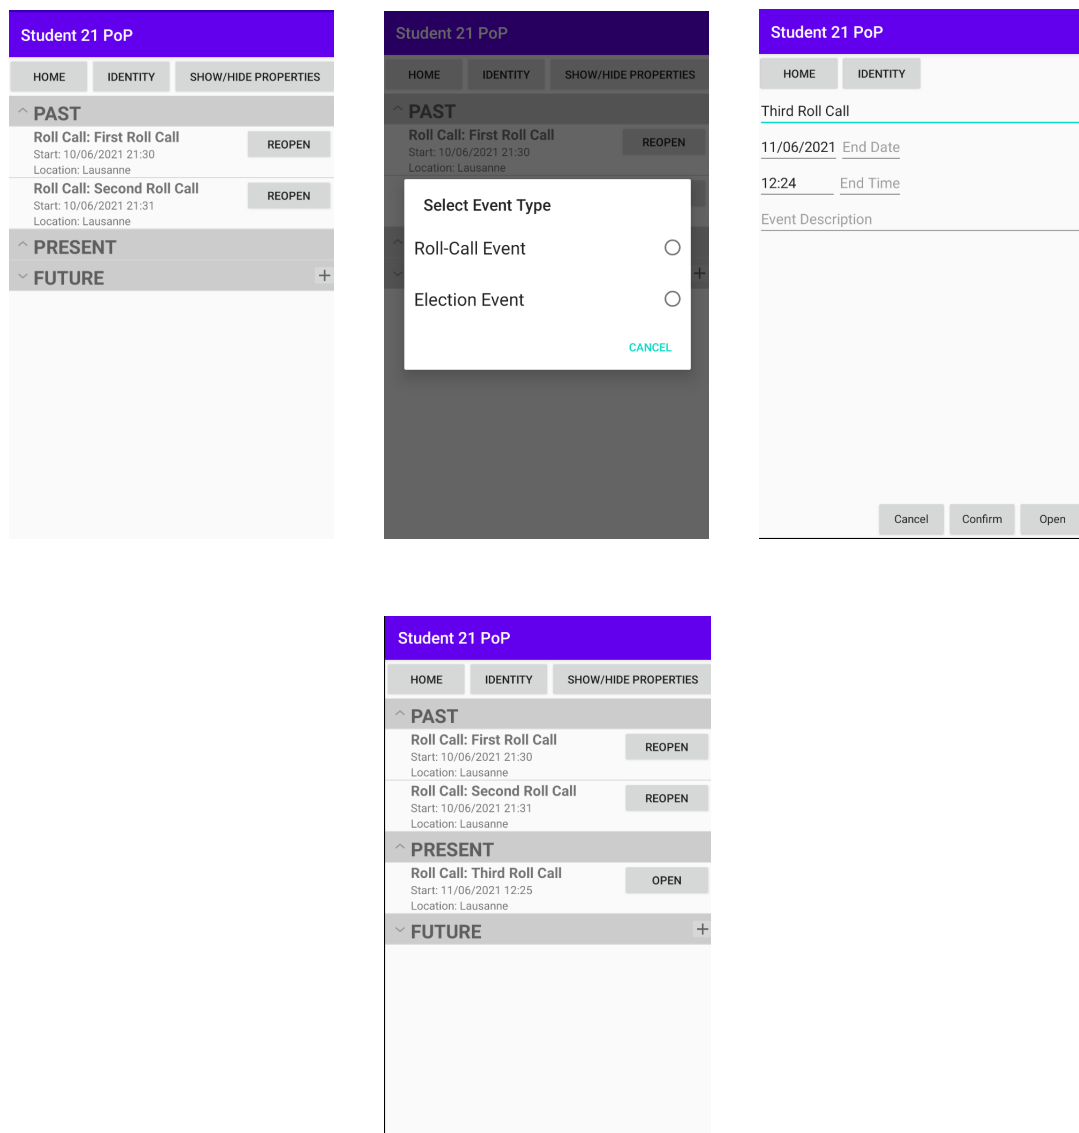 Student 21 PoP
HOME IDENTITY SHOW/HIDE PROPERTIES
PAST
Roll Call: First Roll Call
REOPEN
Start: 10/06/2021 21:30
Location: Lausanne
Roll Call: Second Roll Call
REOPEN
Start: 10/06/2021 21:31
Location: Lausanne
PRESENT
FUTURE +
Student 21 PoP
HOME IDENTITY SHOW/HIDE PROPERTIES
PAST
Roll Call: First Roll Call
REOPEN
Start: 10/06/2021 21:30
Location: Lausanne
Select Event Type
Roll-Call Event
Election Event
CANCEL
+
Student 21 PoP
HOME IDENTITY
Third Roll Call
11/06/2021 End Date
12:24 End Time
Event Description
Cancel Confirm Open
Student 21 PoP
HOME IDENTITY SHOW/HIDE PROPERTIES
PAST
Roll Call: First Roll Call
REOPEN
Start: 10/06/2021 21:30
Location: Lausanne
Roll Call: Second Roll Call
REOPEN
Start: 10/06/2021 21:31
Location: Lausanne
PRESENT
Roll Call: Third Roll Call
OPEN
Start: 11/06/2021 12:25
Location: Lausanne
FUTURE +